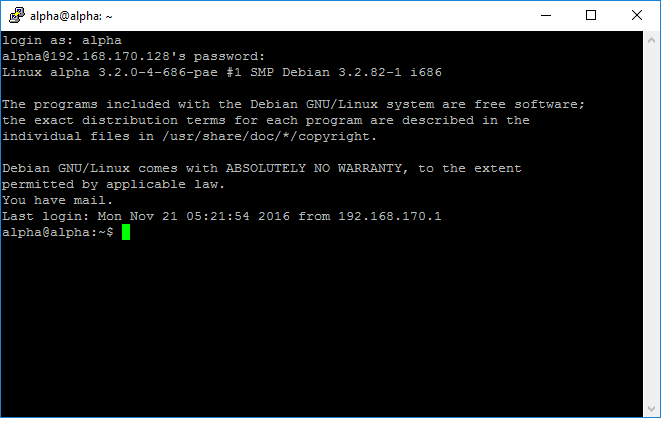 alpha@alpha: ~
login as: alpha
alpha@192.168.170.128's password:
Linux alpha 3.2.0-4-686-pae #1 SMP Debian 3.2.82-1 i686
The programs included with the Debian GNU/Linux system are free software;
the exact distribution terms for each program are described in the
individual files in /usr/share/doc/*/copyright.
Debian GNU/Linux comes with ABSOLUTELY NO WARRANTY, to the extent
permitted by applicable law.
You have mail.
Last login: Mon Nov 21 05:21:54 2016 from 192.168.170.1
alpha@alpha:~$